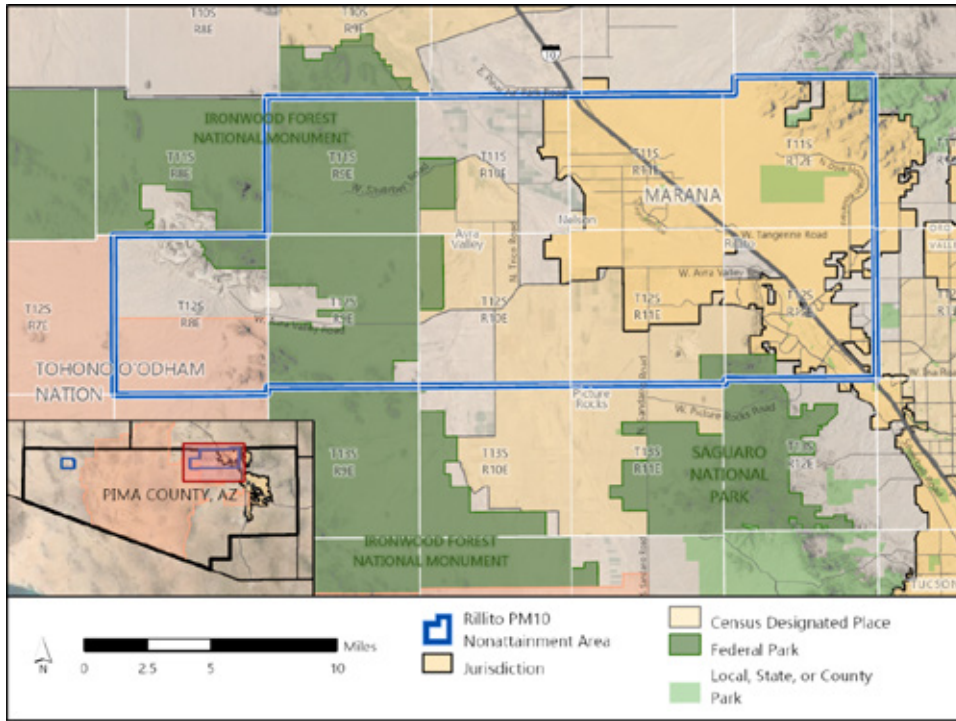 T10S
R8E
T10S
R9E
10
IRONWOOD FOREST
NATIONAL MONUMENT
T11S
R8E
T11S
R9E
T11S
R10E
T11S
R11E
T11S
R12E
MARANA
Nelson
Avra
Valley
N. Trico Road
Rillito
W. Tangerine Road
ORO
VALLEY
W. Avra Valley
T12S
R7E
T12S
R8E
T12S
R9E
T12S
R10E
T12S
R11E
T12S
TOHONO O'ODHAM
NATION
Picture
Rocks
N. Sandario Road
W. Picture Rocks Road
PIMA COUNTY, AZ
T13S
R9E
T13S
R10E
T13S
R11E
T13S
R12E
SAGUARO
NATIONAL
PARK
IRONWOOD FOREST
NATIONAL MONUMENT
TUCSON
N
0 2.5 5 10
Miles
Rillito PM10
Nonattainment Area
Jurisdiction
Census Designated Place
Federal Park
Local, State, or County
Park